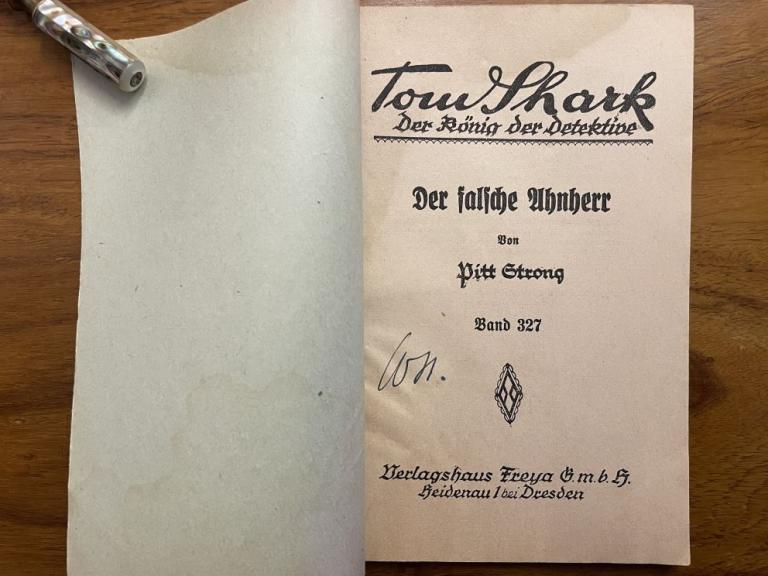 Tom Shark
Der König der Detektive
Der falsche Ahnherr
Von
Pitt Strong
Band 327
Verlagshaus Freya G.m.b.H.
Heidenau 1 bei Dresden